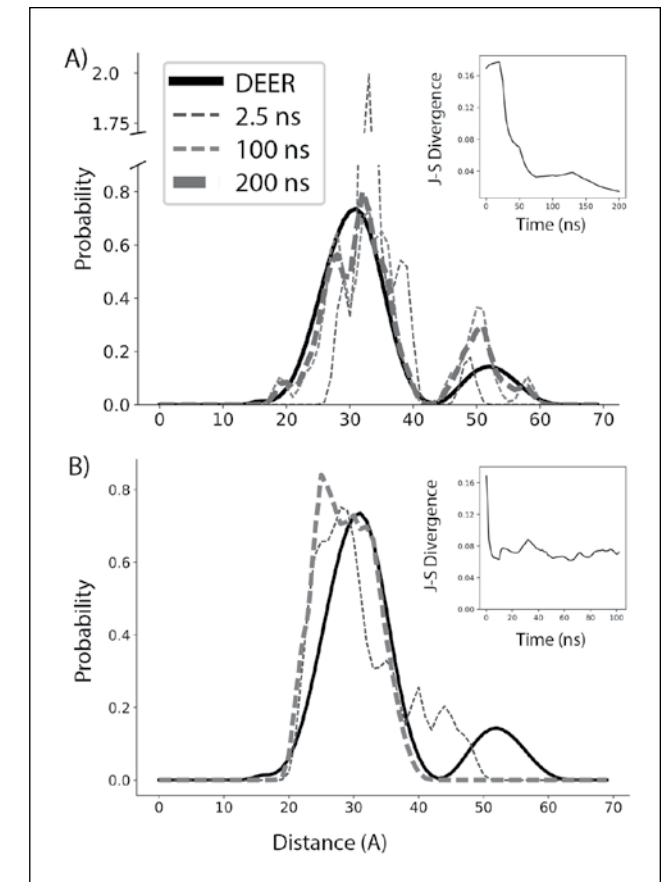 A)
DEER
2.5 ns
100 ns
200 ns
2.0
1.75
0.8
0.6
0.4
0.2
0.0
Probability
0 10 20 30 40 50 60 70
J-S Divergence
0.16
0.12
0.08
0.04
0 50 100 150 200
Time (ns)
B)
0.8
0.6
0.4
0.2
0.0
Probability
0 10 20 30 40 50 60 70
Distance (A)
J-S Divergence
0.16
0.12
0.08
0.04
0.00
0 20 40 60 80 100
Time (ns)